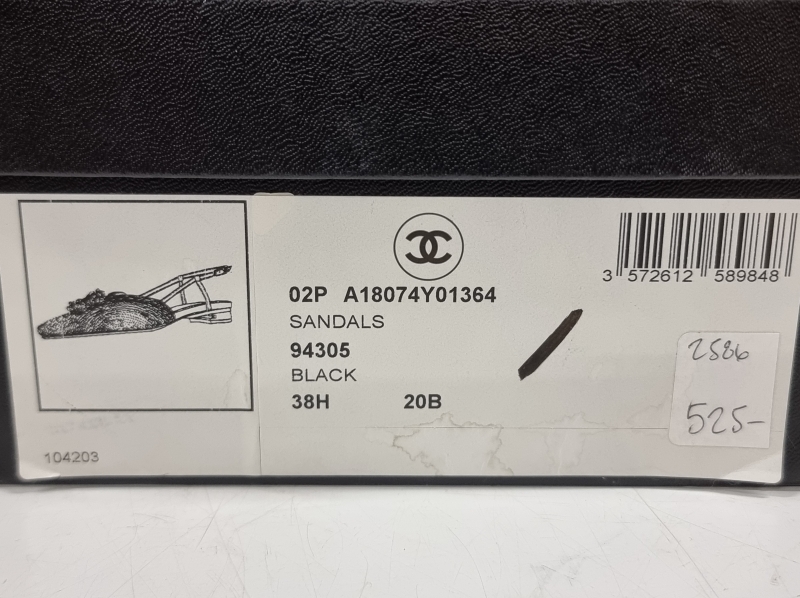 02P A18074Y01364
SANDALS
94305
BLACK
38H 20B
3 572612 589848
2586
525-
104203